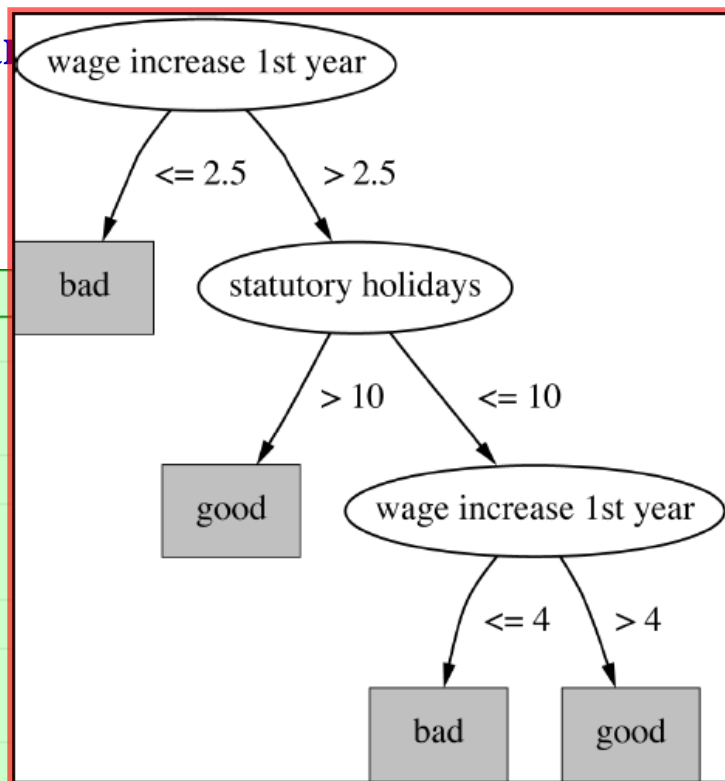 wage increase 1st year
<= 2.5 > 2.5
bad statutory holidays
> 10 <= 10
good wage increase 1st year
<= 4 > 4
bad good